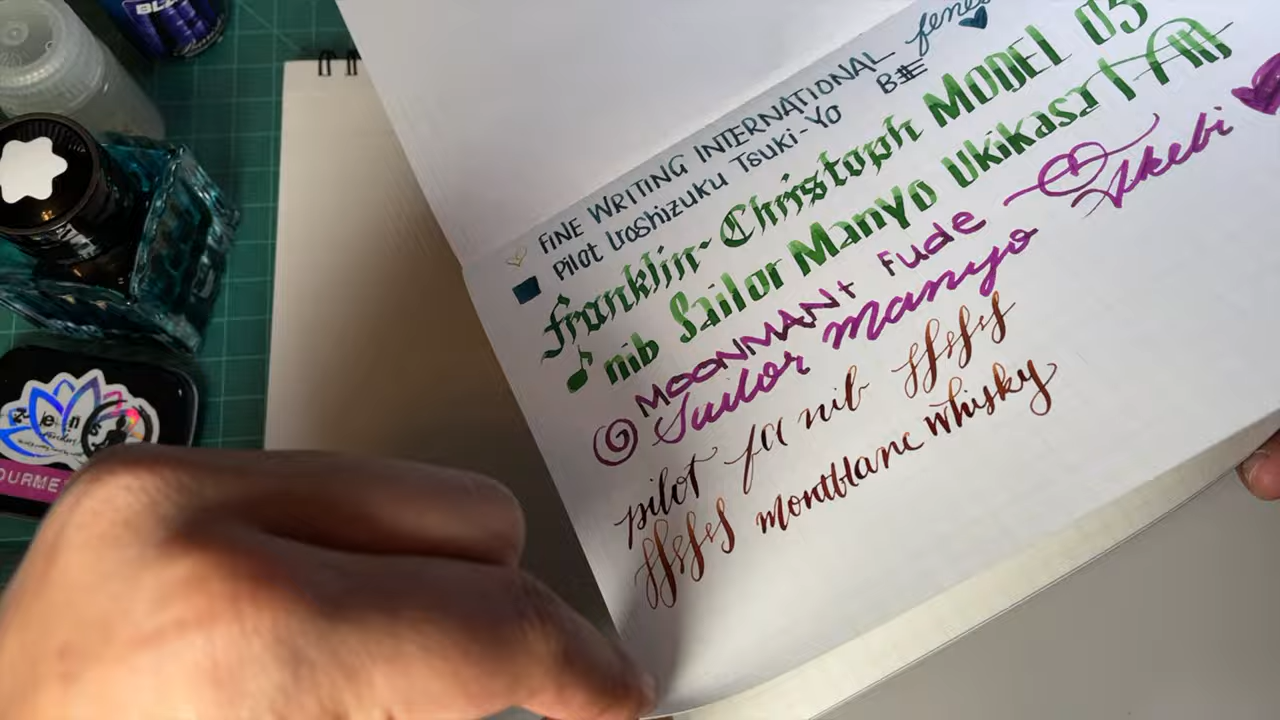 FINE WRITING INTERNATIONAL
Pilot Iroshizuku Tsuki-Yo
Franklin-Christoph MODEL 03
nib Sailor Manyo Ukikasa I AM
MOONMAN+ Fude
Sailor manyo Akebi
pilot fa nib
montblanc whisky